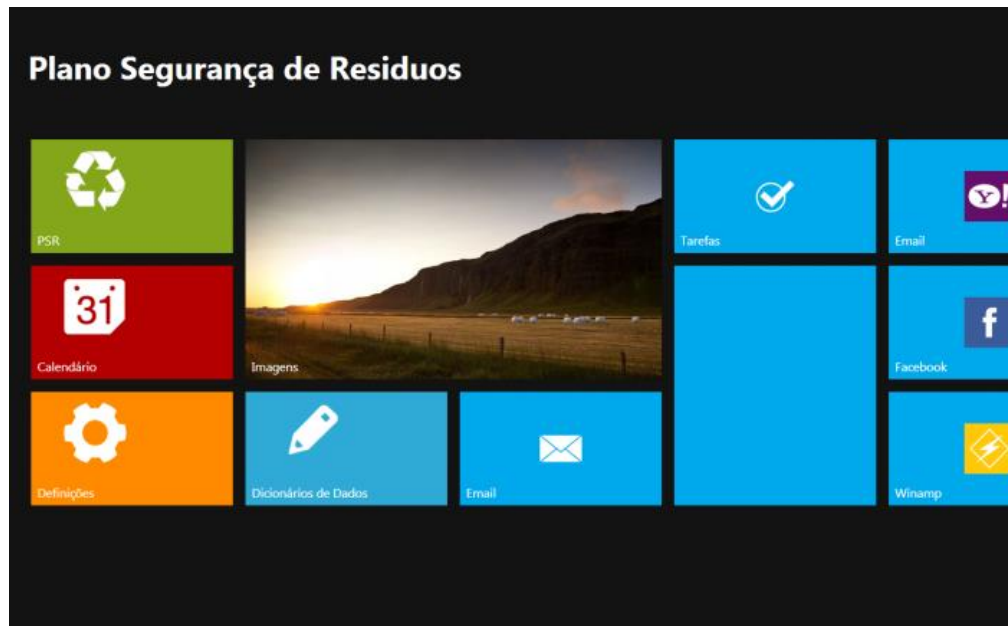 Plano Segurança de Residuos
PSR
Imagens
Tarefas
Email
Y!
Calendário
31
Facebook
f
Definições
Dicionários de Dados
Email
Winamp